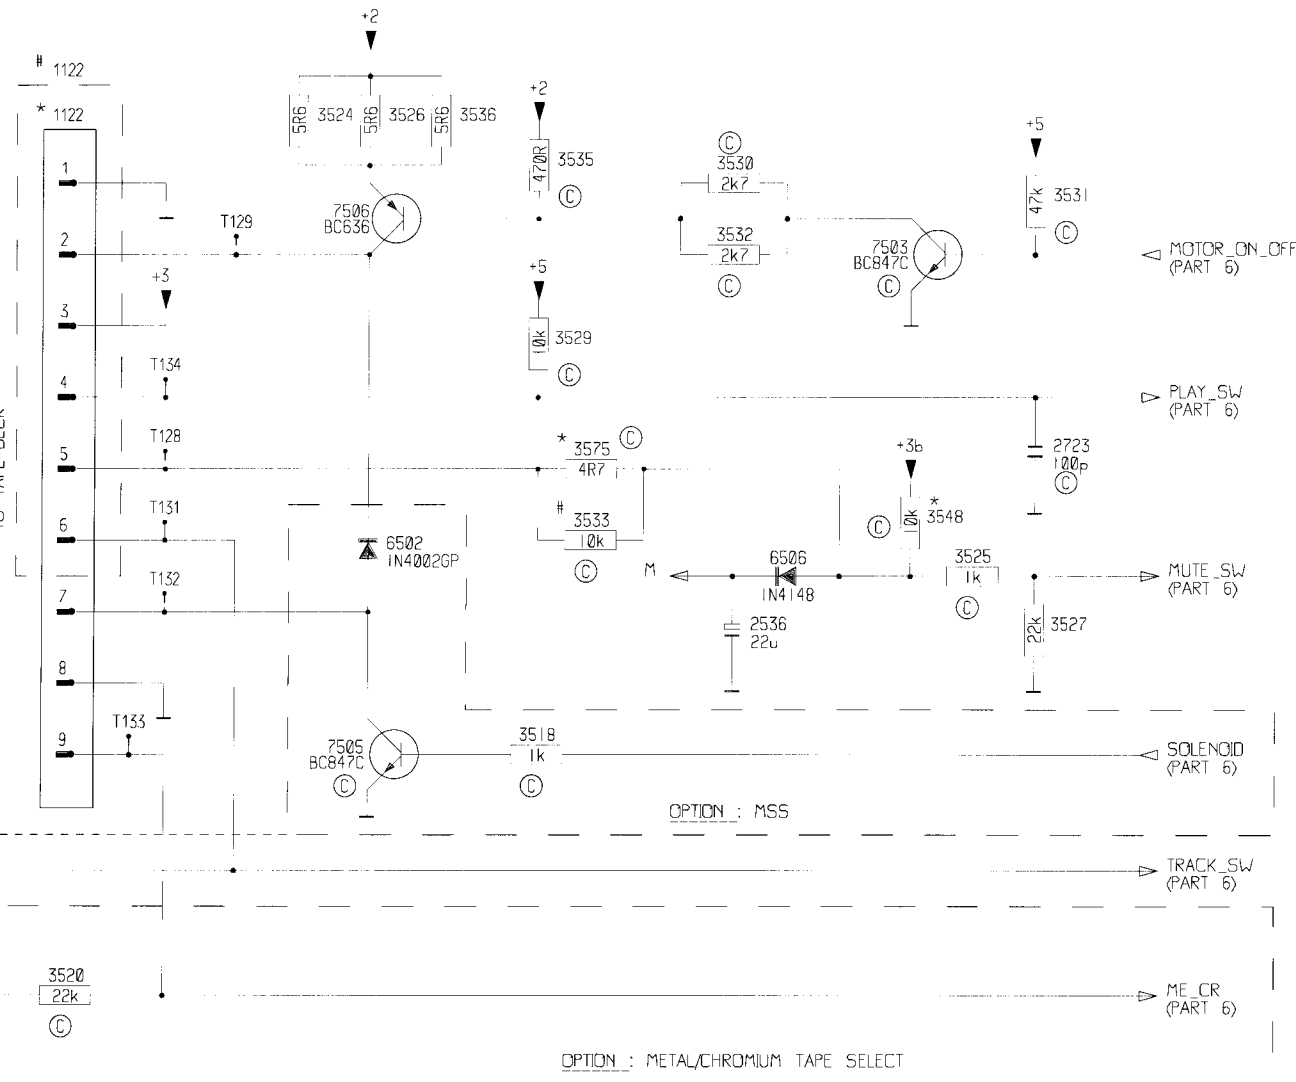 +2
# 1122
* 1122
5R6 3524
5R6 3526
5R6 3536
+2
470R 3535
C
C
3530
2k7
+5
47k 3531
C
1
7506
BC636
T129
3532
2k7
C
7503
BC847C
C
MOTOR_ON_OFF
(PART 6)
2
+3
+5
3
10k 3529
C
T134
4
PLAY_SW
(PART 6)
T128
5
* 3575
4R7
C
+3b
2723
100p
C
T131
6
# 3533
10k
C
10k * 3548
C
6502
1N4002GP
M
6506
1N4148
3525
1k
C
MUTE_SW
(PART 6)
T132
7
2536
22u
22k 3527
8
T133
9
7505
BC847C
C
3518
1k
C
SOLENOID
(PART 6)
OPTION : MSS
TRACK_SW
(PART 6)
3520
22k
C
ME_CR
(PART 6)
OPTION : METAL/CHROMIUM TAPE SELECT